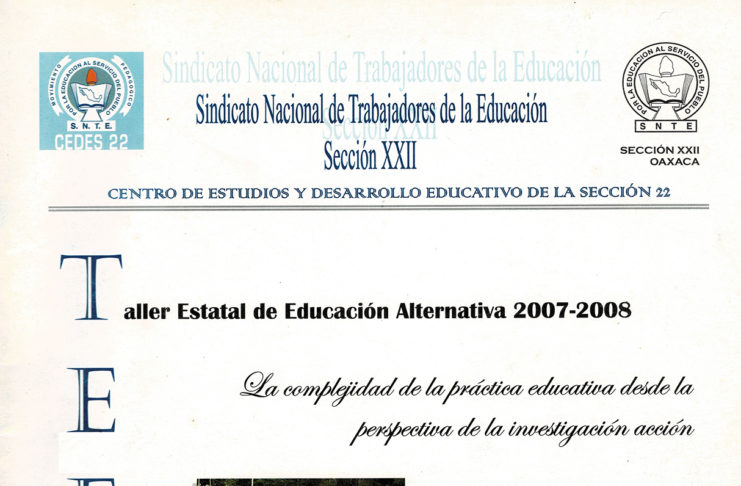 Sindicato Nacional de Trabajadores de la Educación
Sección XXII
MOVIMIENTO PEDAGÓGICO
POR LA EDUCACIÓN AL SERVICIO DEL PUEBLO
S. N. T. E.
CEDES 22
Sindicato Nacional de Trabajadores de la Educación
Sección XXII
POR LA EDUCACIÓN AL SERVICIO DEL PUEBLO
S N T E
SECCIÓN XXII
OAXACA
CENTRO DE ESTUDIOS Y DESARROLLO EDUCATIVO DE LA SECCIÓN 22
Taller Estatal de Educación Alternativa 2007-2008
La complejidad de la práctica educativa desde la
perspectiva de la investigación acción
E